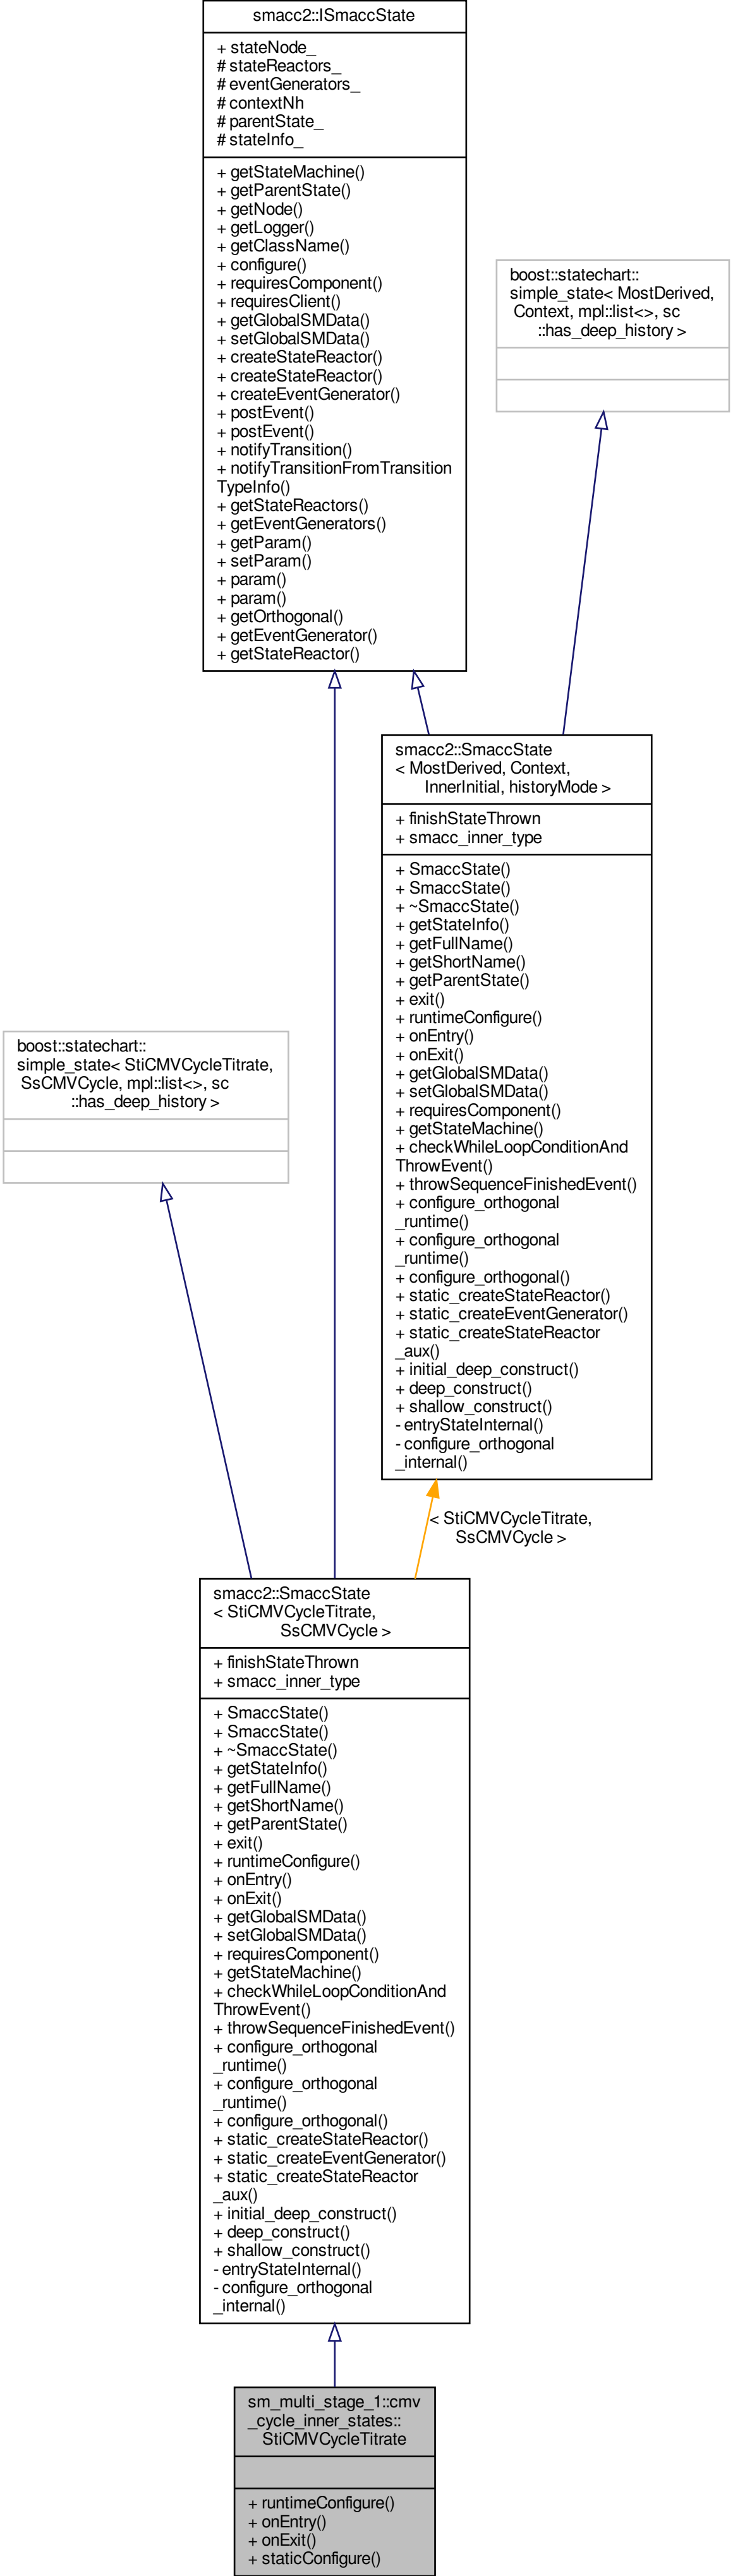 smacc2::ISmaccState
+ stateNode_
# stateReactors_
# eventGenerators_
# contextNh
# parentState_
# stateInfo_
+ getStateMachine()
+ getParentState()
+ getNode()
+ getLogger()
+ getClassName()
+ configure()
+ requiresComponent()
+ requiresClient()
+ getGlobalSMData()
+ setGlobalSMData()
+ createStateReactor()
+ createStateReactor()
+ createEventGenerator()
+ postEvent()
+ postEvent()
+ notifyTransition()
+ notifyTransitionFromTransition
TypeInfo()
+ getStateReactors()
+ getEventGenerators()
+ getParam()
+ setParam()
+ param()
+ param()
+ getOrthogonal()
+ getEventGenerator()
+ getStateReactor()
boost::statechart::
simple_state< MostDerived,
Context, mpl::list<>, sc
::has_deep_history >
smacc2::SmaccState
< MostDerived, Context,
InnerInitial, historyMode >
+ finishStateThrown
+ smacc_inner_type
+ SmaccState()
+ SmaccState()
+ ~SmaccState()
+ getStateInfo()
+ getFullName()
+ getShortName()
+ getParentState()
+ exit()
+ runtimeConfigure()
+ onEntry()
+ onExit()
+ getGlobalSMData()
+ setGlobalSMData()
+ requiresComponent()
+ getStateMachine()
+ checkWhileLoopConditionAnd
ThrowEvent()
+ throwSequenceFinishedEvent()
+ configure_orthogonal
_runtime()
+ configure_orthogonal
_runtime()
+ configure_orthogonal()
+ static_createStateReactor()
+ static_createEventGenerator()
+ static_createStateReactor
_aux()
+ initial_deep_construct()
+ deep_construct()
+ shallow_construct()
- entryStateInternal()
- configure_orthogonal
_internal()
boost::statechart::
simple_state< StiCMVCycleTitrate,
SsCMVCycle, mpl::list<>, sc
::has_deep_history >
< StiCMVCycleTitrate,
SsCMVCycle >
smacc2::SmaccState
< StiCMVCycleTitrate,
SsCMVCycle >
+ finishStateThrown
+ smacc_inner_type
+ SmaccState()
+ SmaccState()
+ ~SmaccState()
+ getStateInfo()
+ getFullName()
+ getShortName()
+ getParentState()
+ exit()
+ runtimeConfigure()
+ onEntry()
+ onExit()
+ getGlobalSMData()
+ setGlobalSMData()
+ requiresComponent()
+ getStateMachine()
+ checkWhileLoopConditionAnd
ThrowEvent()
+ throwSequenceFinishedEvent()
+ configure_orthogonal
_runtime()
+ configure_orthogonal
_runtime()
+ configure_orthogonal()
+ static_createStateReactor()
+ static_createEventGenerator()
+ static_createStateReactor
_aux()
+ initial_deep_construct()
+ deep_construct()
+ shallow_construct()
- entryStateInternal()
- configure_orthogonal
_internal()
sm_multi_stage_1::cmv
_cycle_inner_states::
StiCMVCycleTitrate
+ runtimeConfigure()
+ onEntry()
+ onExit()
+ staticConfigure()